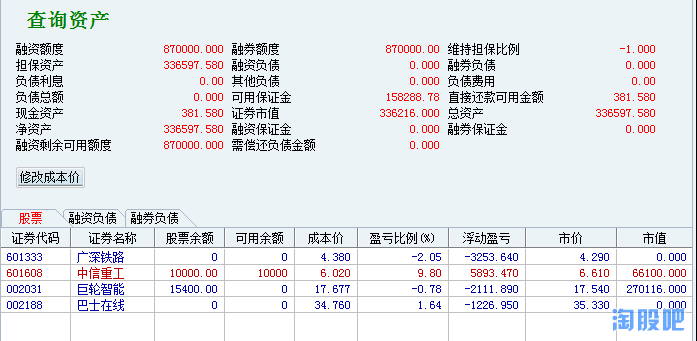 查询资产
融资额度 870000.000 融券额度 870000.00 维持担保比例 -1.000
担保资产 336597.580 融资负债 0.000 融券负债 0.000
负债利息 0.00 其他负债 0.000 负债费用 0.000
负债总额 0.000 可用保证金 158288.78 直接还款可用金额 381.580
现金资产 381.580 证券市值 336216.000 总资产 336597.580
净资产 336597.580 融资保证金 0.000 融券保证金 0.000
融资剩余可用额度 870000.000 需偿还负债金额 0.000
修改成本价
股票 融资负债 融券负债
证券代码 证券名称 股票余额 可用余额 成本价 盈亏比例(%) 浮动盈亏 市价 市值
601333 广深铁路 0 0 4.380 -2.05 -3253.640 4.290 0.000
601608 中信重工 10000.00 10000 6.020 9.80 5893.470 6.610 66100.000
002031 巨轮智能 15400.00 0 17.677 -0.78 -2111.890 17.540 270116.000
002188 巴士在线 0 0 34.760 1.64 -1226.950 35.330 0.000
淘股吧